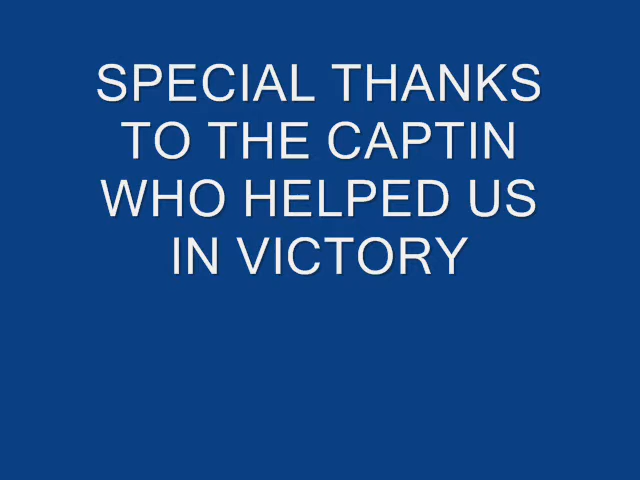 SPECIAL THANKS
TO THE CAPTIN
WHO HELPED US
IN VICTORY